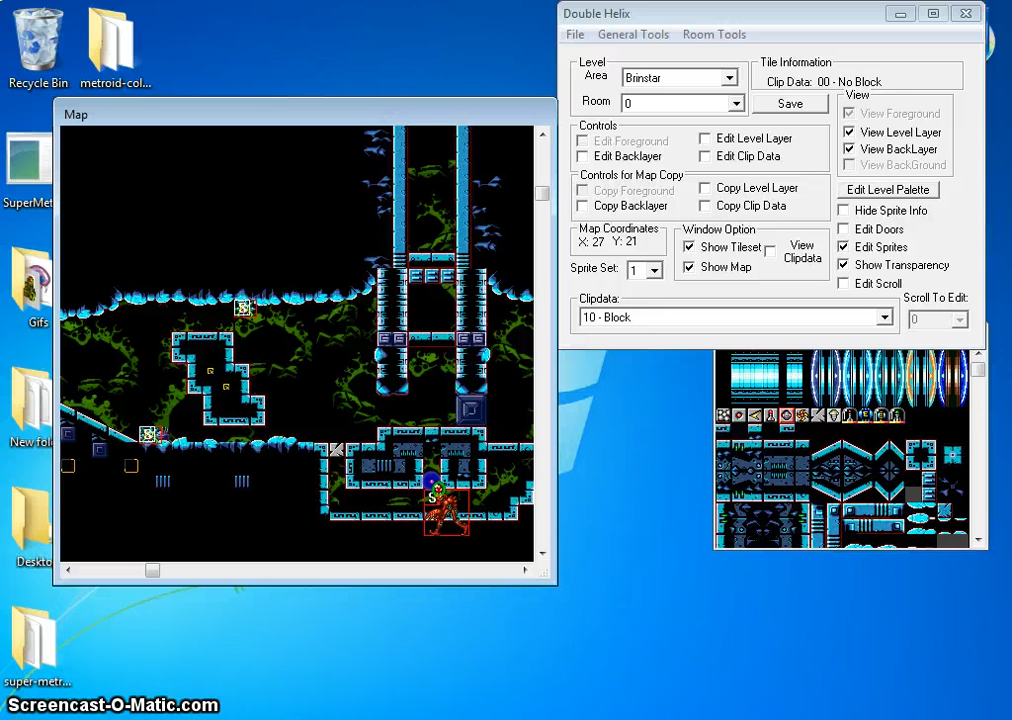 Recycle Bin
metroid-col...
SuperMet
Gifs
New fol
Deskto
super-metr...
Map
S
S
S
Double Helix
File General Tools Room Tools
Level
Area Brinstar
Room 0
Tile Information
Clip Data: 00 - No Block
Save
View
View Foreground
View Level Layer
View BackLayer
View BackGround
Controls
Edit Foreground Edit Level Layer
Edit Backlayer Edit Clip Data
Controls for Map Copy
Copy Foreground Copy Level Layer
Copy Backlayer Copy Clip Data
Edit Level Palette
Hide Sprite Info
Edit Doors
Edit Sprites
Show Transparency
Edit Scroll
Map Coordinates
X: 27 Y: 21
Sprite Set: 1
Window Option
Show Tileset View Clipdata
Show Map
Clipdata:
10 - Block
Scroll To Edit:
0
Screencast-O-Matic.com